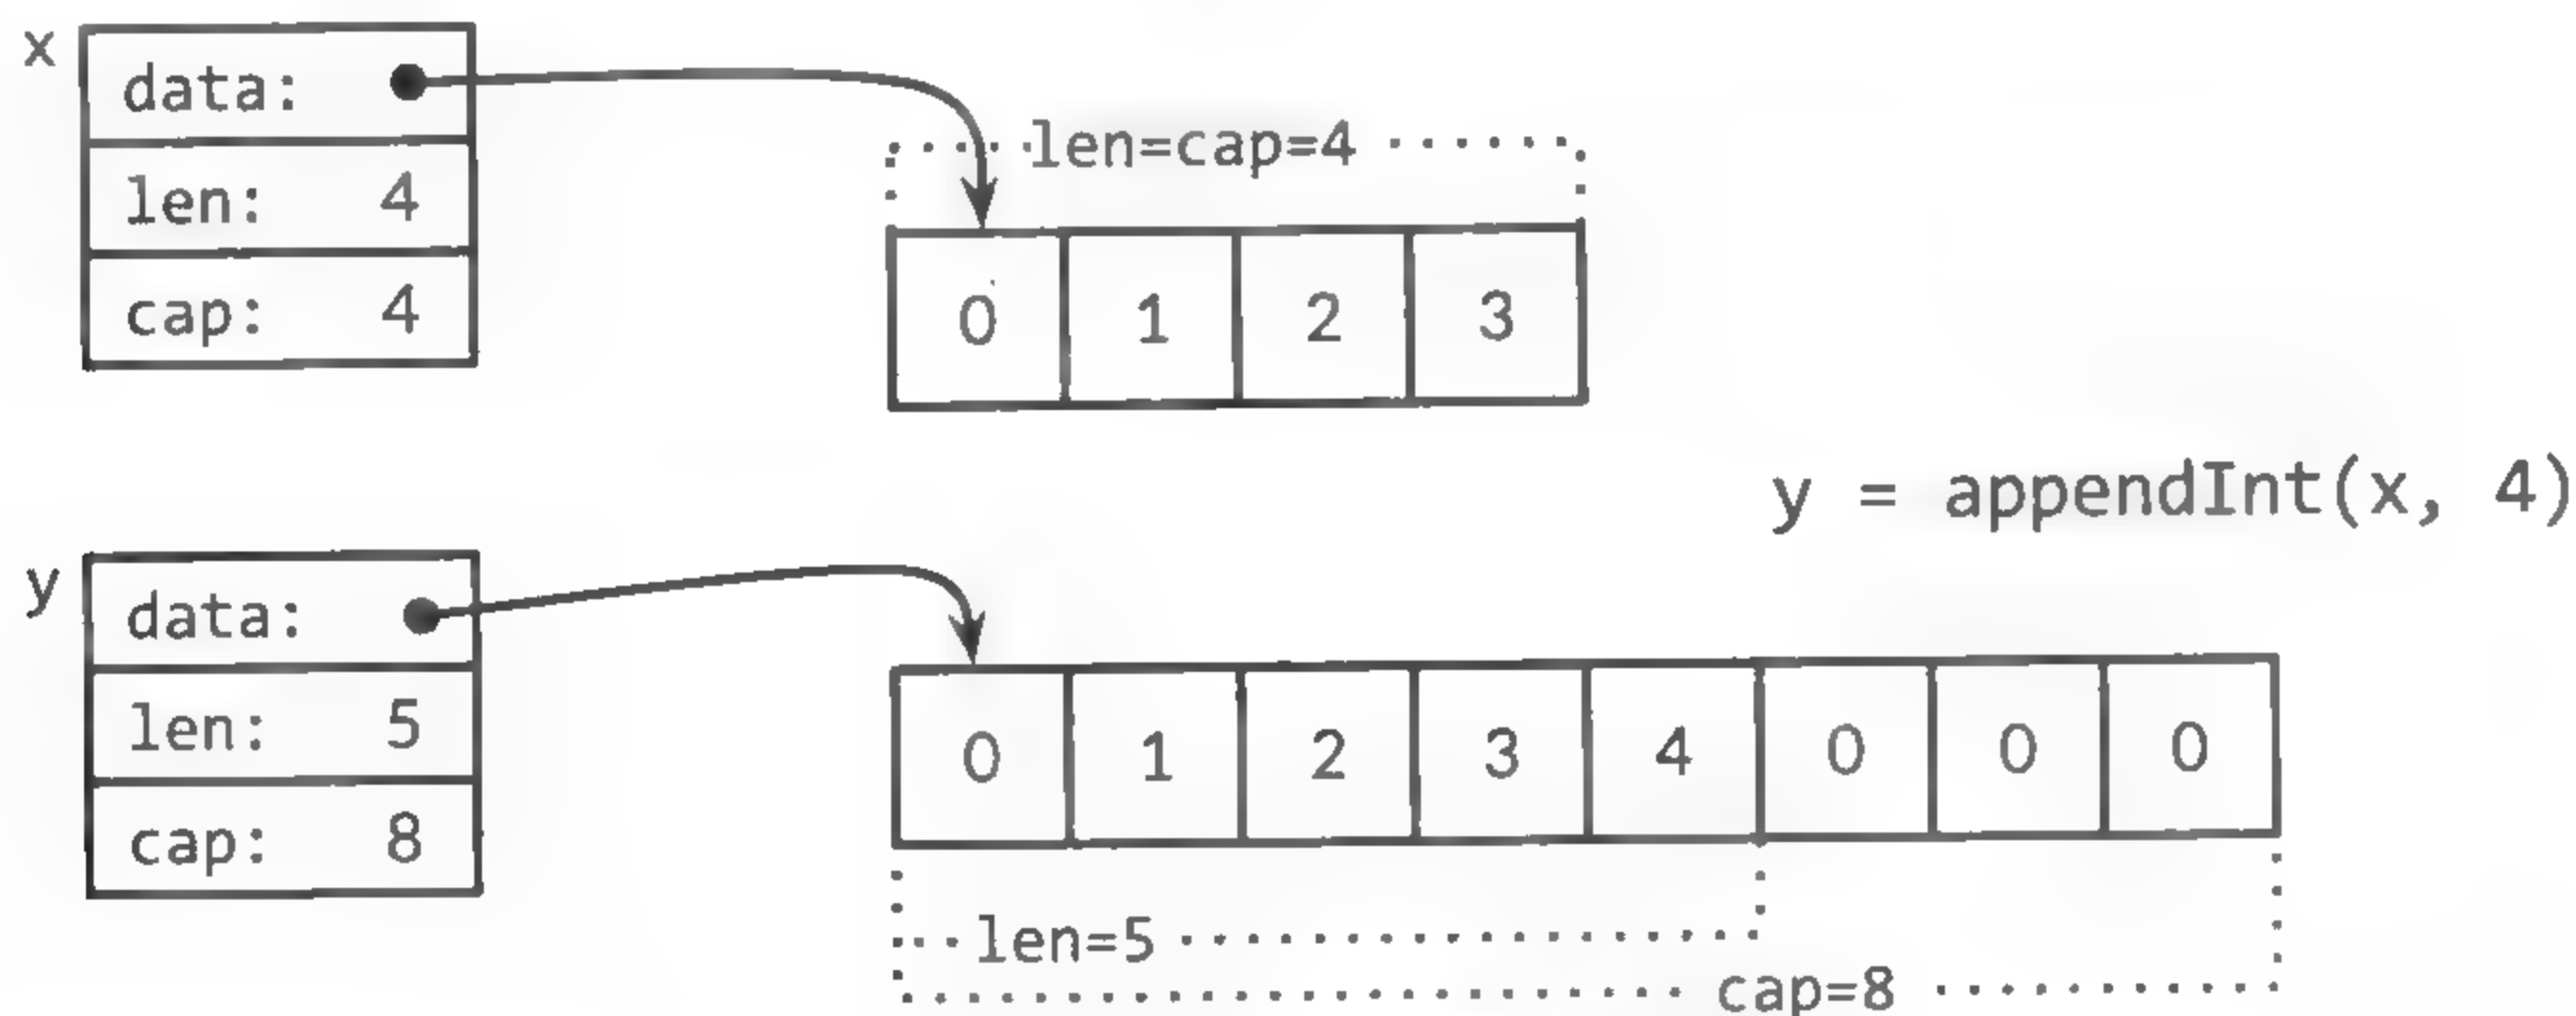 x
data:
len: 4
cap: 4
len=cap=4
0 1 2 3
y = appendInt(x, 4)
y
data:
len: 5
cap: 8
0 1 2 3 4 0 0 0
len=5
cap=8